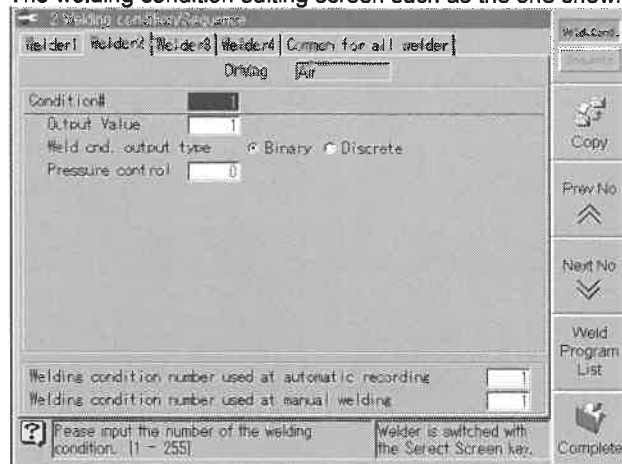 The welding condition editing screen such as the one show
2 Welding condition/Sequence
Welder1 Welder2 Welder3 Welder4 Common for all welder
Driving Air
Condition# 1
Output Value 1
Weld cnd. output type Binary Discrete
Pressure control 0
Welding condition number used at automatic recording 1
Welding condition number used at manual welding 1
Pease input the number of the welding
condition. [1 - 255]
Welder is switched with
the Serect Screen key.
Weld.Cond.
Copy
Prev No
Next No
Weld
Program
List
Complete